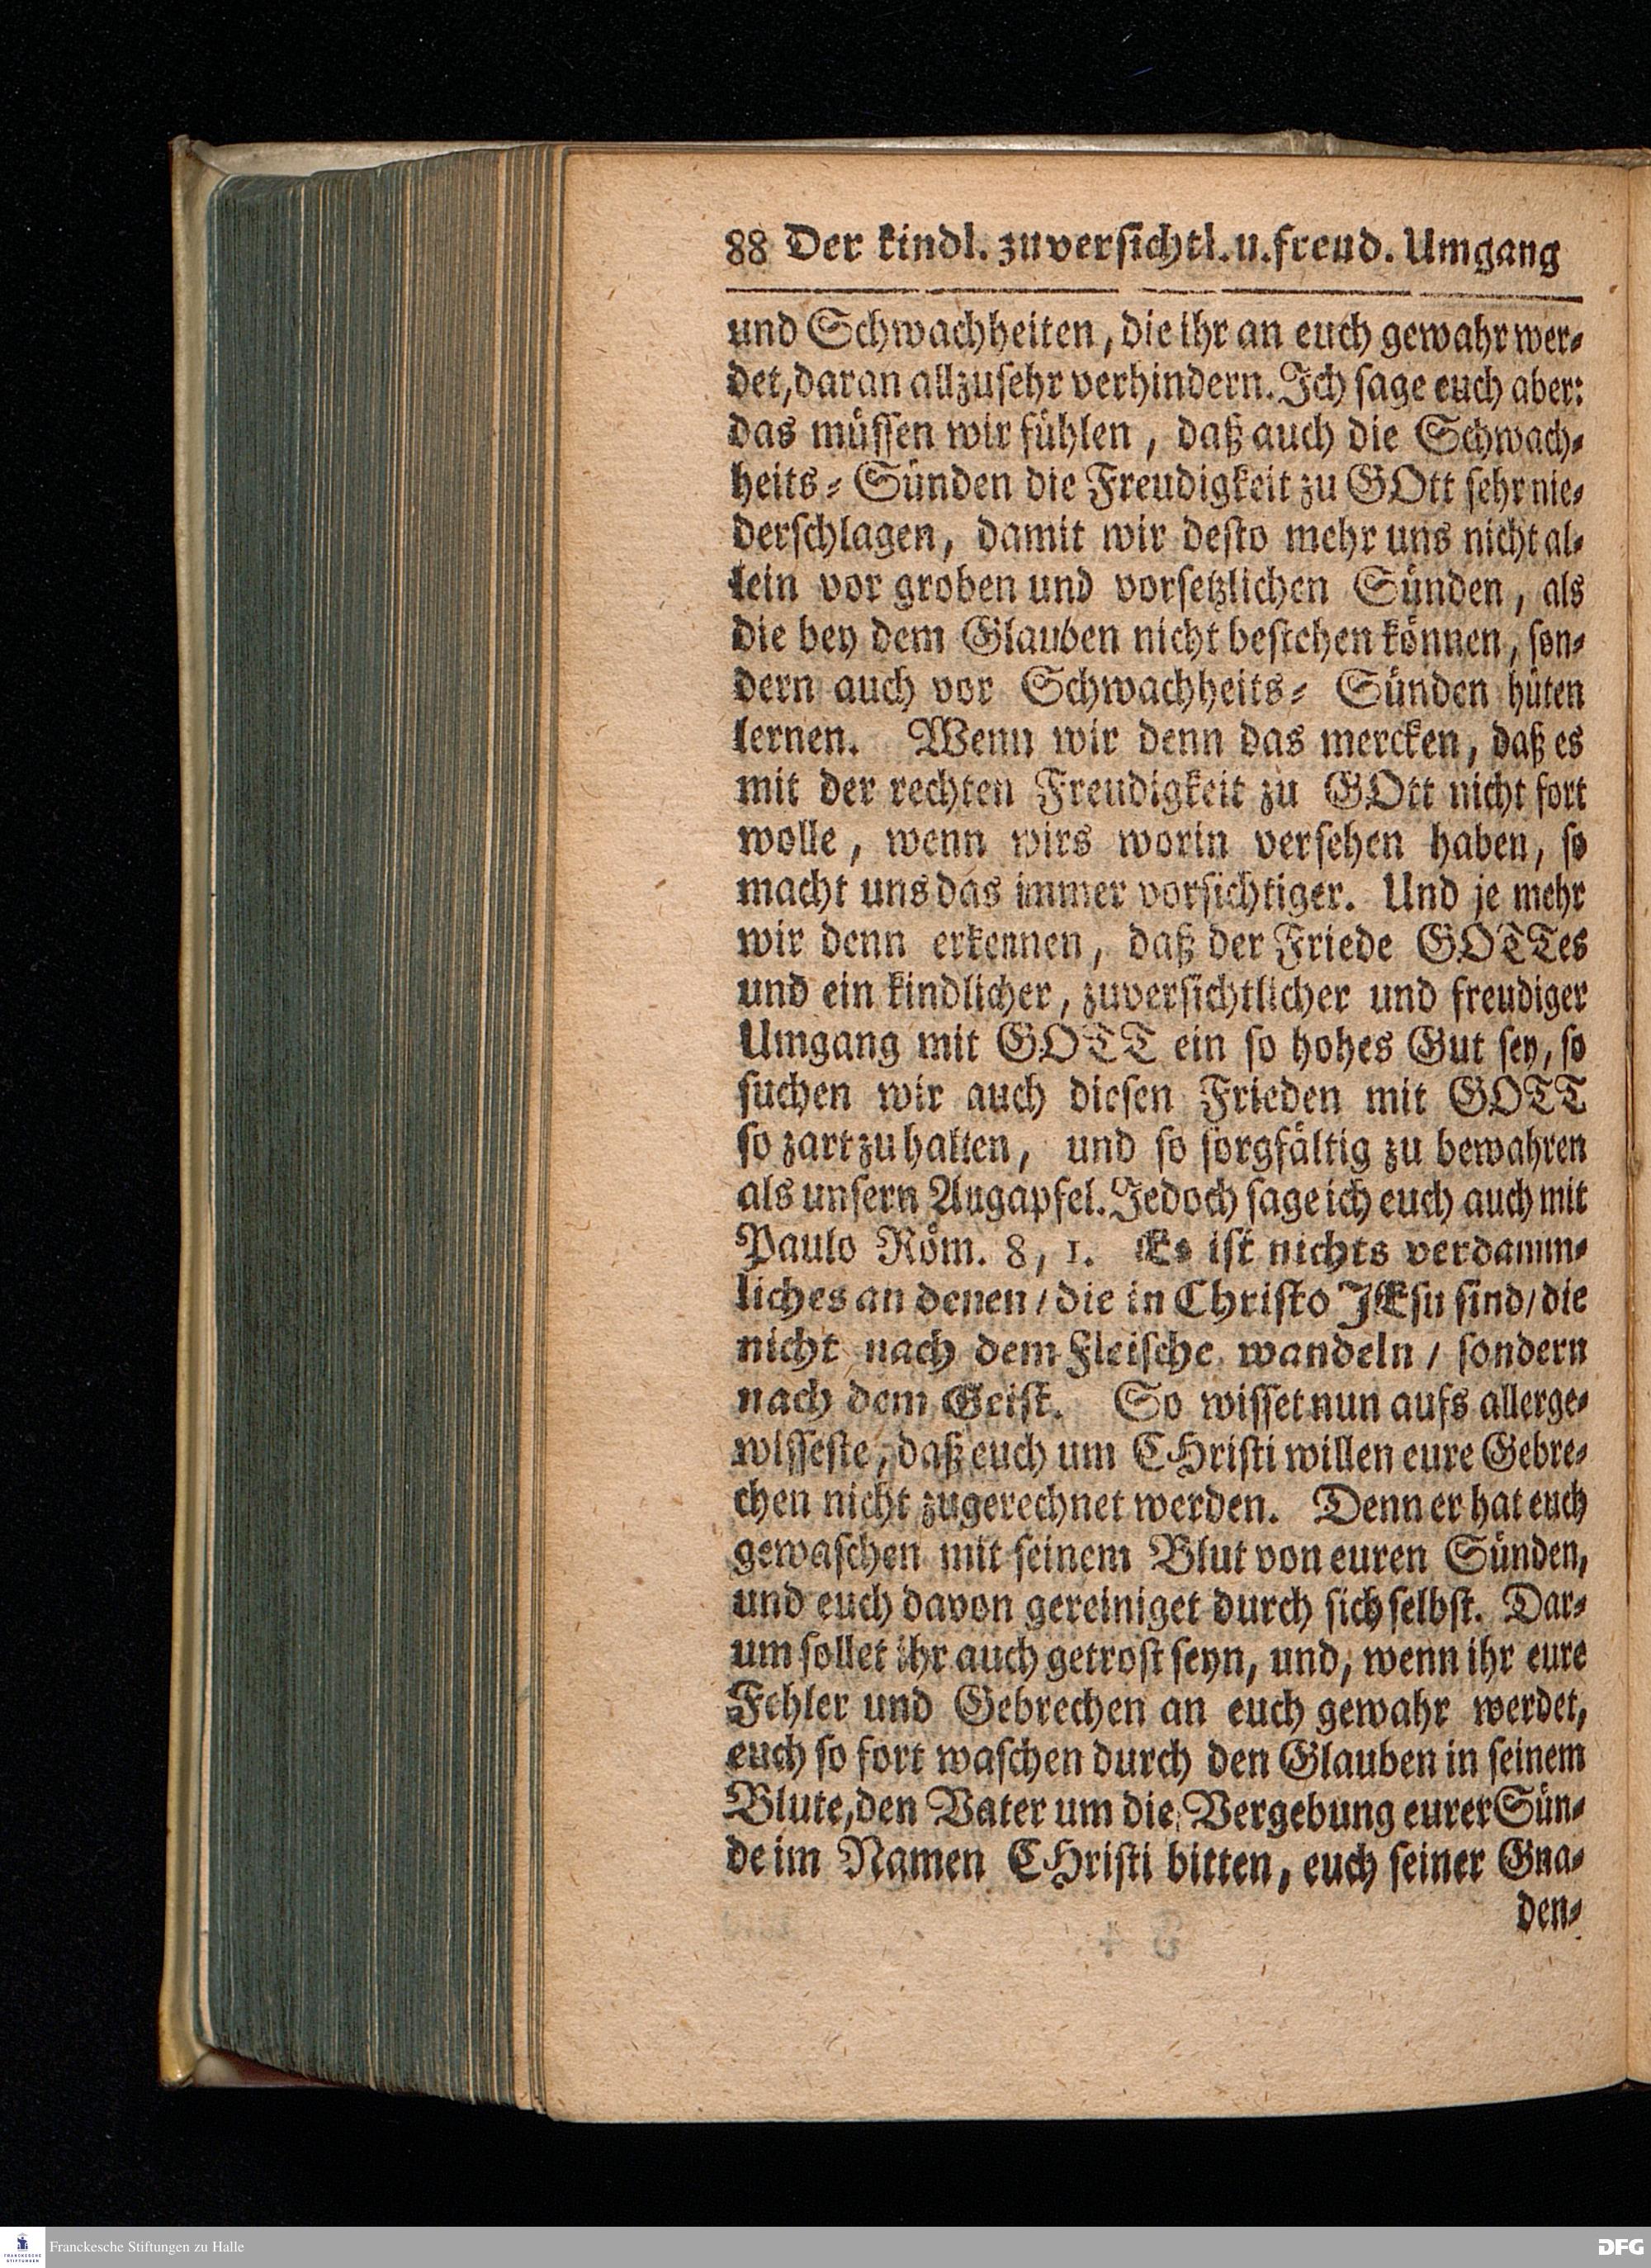 88 Der kindl. zuversichtl. u. freud. Umgang
und Schwachheiten, die ihr an euch gewahr wer⸗
det, daran allzusehr verhindern. Ich sage euch aber:
das müssen wir fühlen, daß auch die Schwach⸗
heits⸗Sünden die Freudigkeit zu GOtt sehr nie⸗
derschlagen, damit wir desto mehr uns nicht al⸗
lein vor groben und vorsetzlichen Sünden, als
die bey dem Glauben nicht bestehen können, son⸗
dern auch vor Schwachheits⸗Sünden hüten
lernen. Wenn wir denn das mercken, daß es
mit der rechten Freudigkeit zu GOtt nicht fort
wolle, wenn wirs worin versehen haben, so
macht uns das immer vorsichtiger. Und je mehr
wir denn erkennen, daß der Friede GOTTes
und ein kindlicher, zuversichtlicher und freudiger
Umgang mit GOTT ein so hohes Gut sey, so
suchen wir auch diesen Frieden mit GOTT
so zart zu halten, und so sorgfältig zu bewahren
als unsern Augapfel. Jedoch sage ich euch auch mit
Paulo Röm. 8, 1. Es ist nichts verdamm⸗
liches an denen / die in Christo JEsu sind / die
nicht nach dem Fleische wandeln / sondern
nach dem Geist. So wisset nun aufs allerge⸗
wisseste, daß euch um CHristi willen eure Gebre⸗
chen nicht zugerechnet werden. Denn er hat euch
gewaschen mit seinem Blut von euren Sünden,
und euch davon gereiniget durch sich selbst. Dar⸗
um sollet ihr auch getrost seyn, und, wenn ihr eure
Fehler und Gebrechen an euch gewahr werdet,
euch so fort waschen durch den Glauben in seinem
Blute, den Vater um die Vergebung eurer Sün⸗
de im Namen CHristi bitten, euch seiner Gna⸗
den⸗
FRANCKESCHE STIFTUNGEN
Franckesche Stiftungen zu Halle
DFG